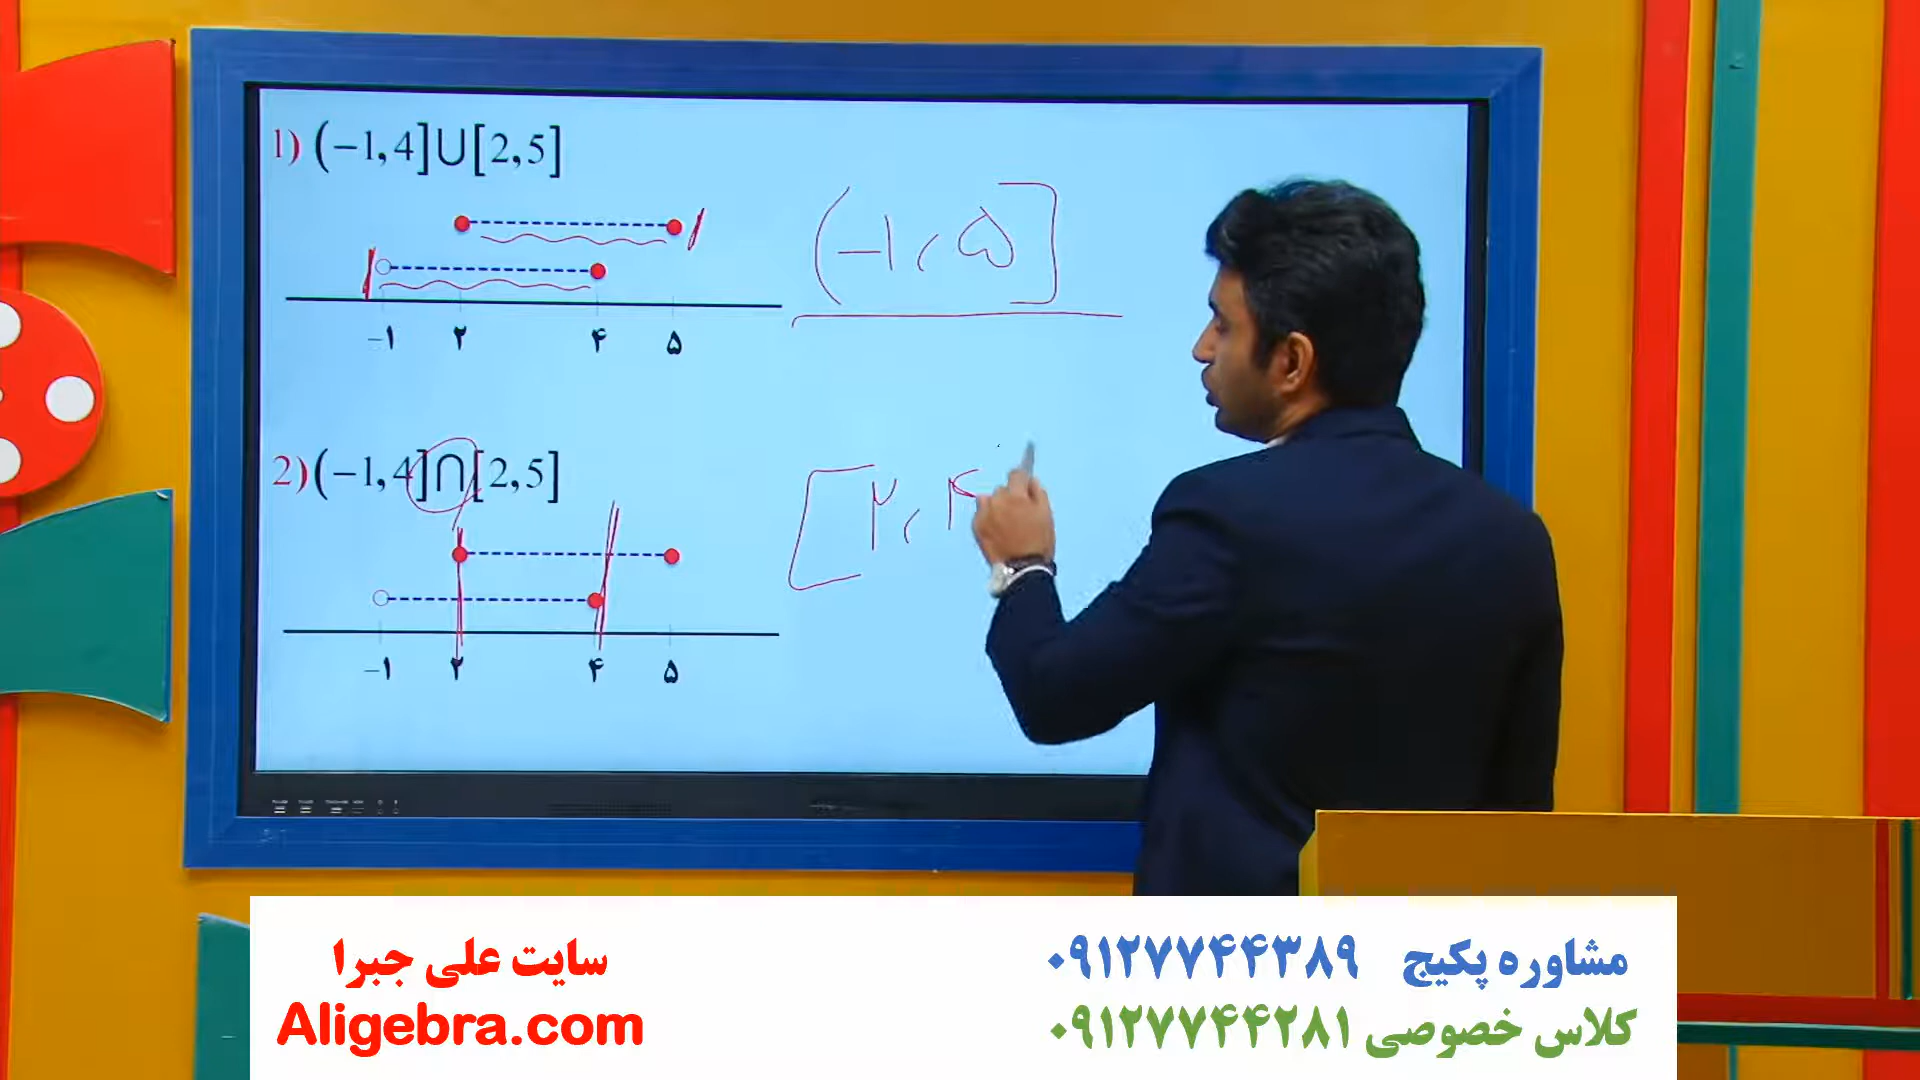 1) (−1,4]∪[2,5]
(−۱, ۵]
−۱ ۲ ۴ ۵
2) (−1,4]∩[2,5]
[۲, ۴
−۱ ۲ ۴ ۵
سایت علی جبرا
Aligebra.com
مشاوره پکیج ۰۹۱۲۷۷۴۴۳۸۹
کلاس خصوصی ۰۹۱۲۷۷۴۴۲۸۱